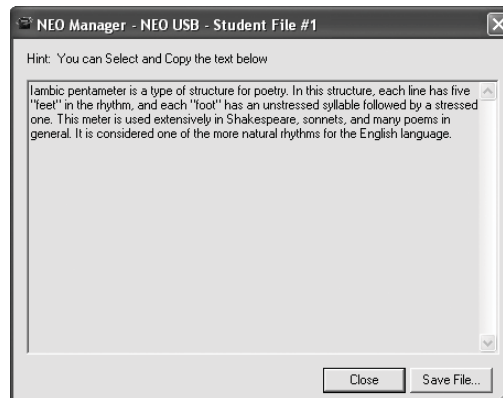 NEO Manager - NEO USB - Student File #1
Hint: You can Select and Copy the text below
Iambic pentameter is a type of structure for poetry. In this structure, each line has five
"feet" in the rhythm, and each "foot" has an unstressed syllable followed by a stressed
one. This meter is used extensively in Shakespeare, sonnets, and many poems in
general. It is considered one of the more natural rhythms for the English language.
Close Save File...